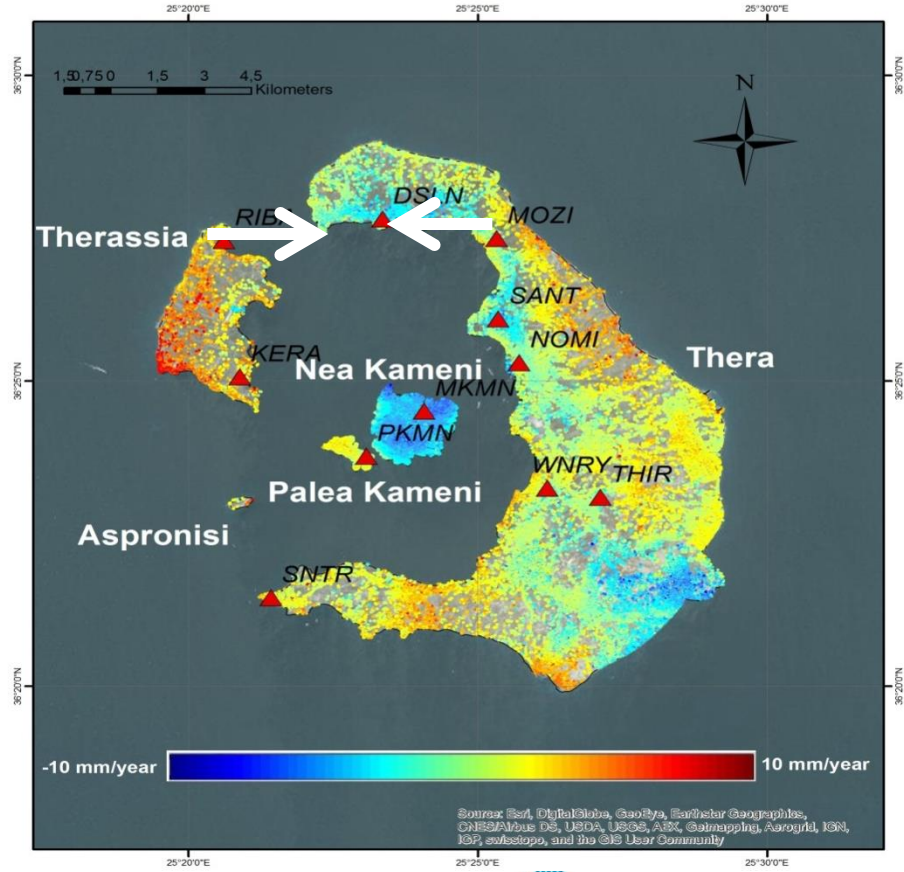 25°20'0"E
25°25'0"E
25°30'0"E
36°30'0"N
36°30'0"N
1,5 0,75 0 1,5 3 4,5
Kilometers
N
DSLN
MOZI
Therassia
SANT
NOMI
Thera
KERA
Nea Kameni
36°25'0"N
36°25'0"N
MKMN
PKMN
WNRY
THIR
Palea Kameni
Aspronisi
SNTR
36°20'0"N
36°20'0"N
-10 mm/year
10 mm/year
Source: Esri, DigitalGlobe, GeoEye, Earthstar Geographics,
CNES/Airbus DS, USDA, USGS, AEX, Getmapping, Aerogrid, IGN,
IGP, swisstopo, and the GIS User Community
25°20'0"E
25°25'0"E
25°30'0"E